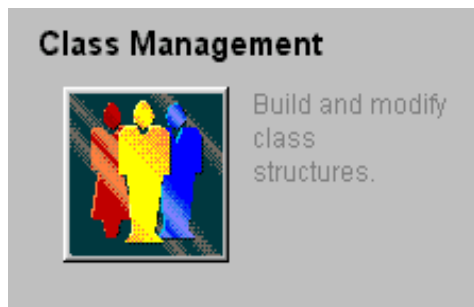 Class Management
Build and modify
class
structures.